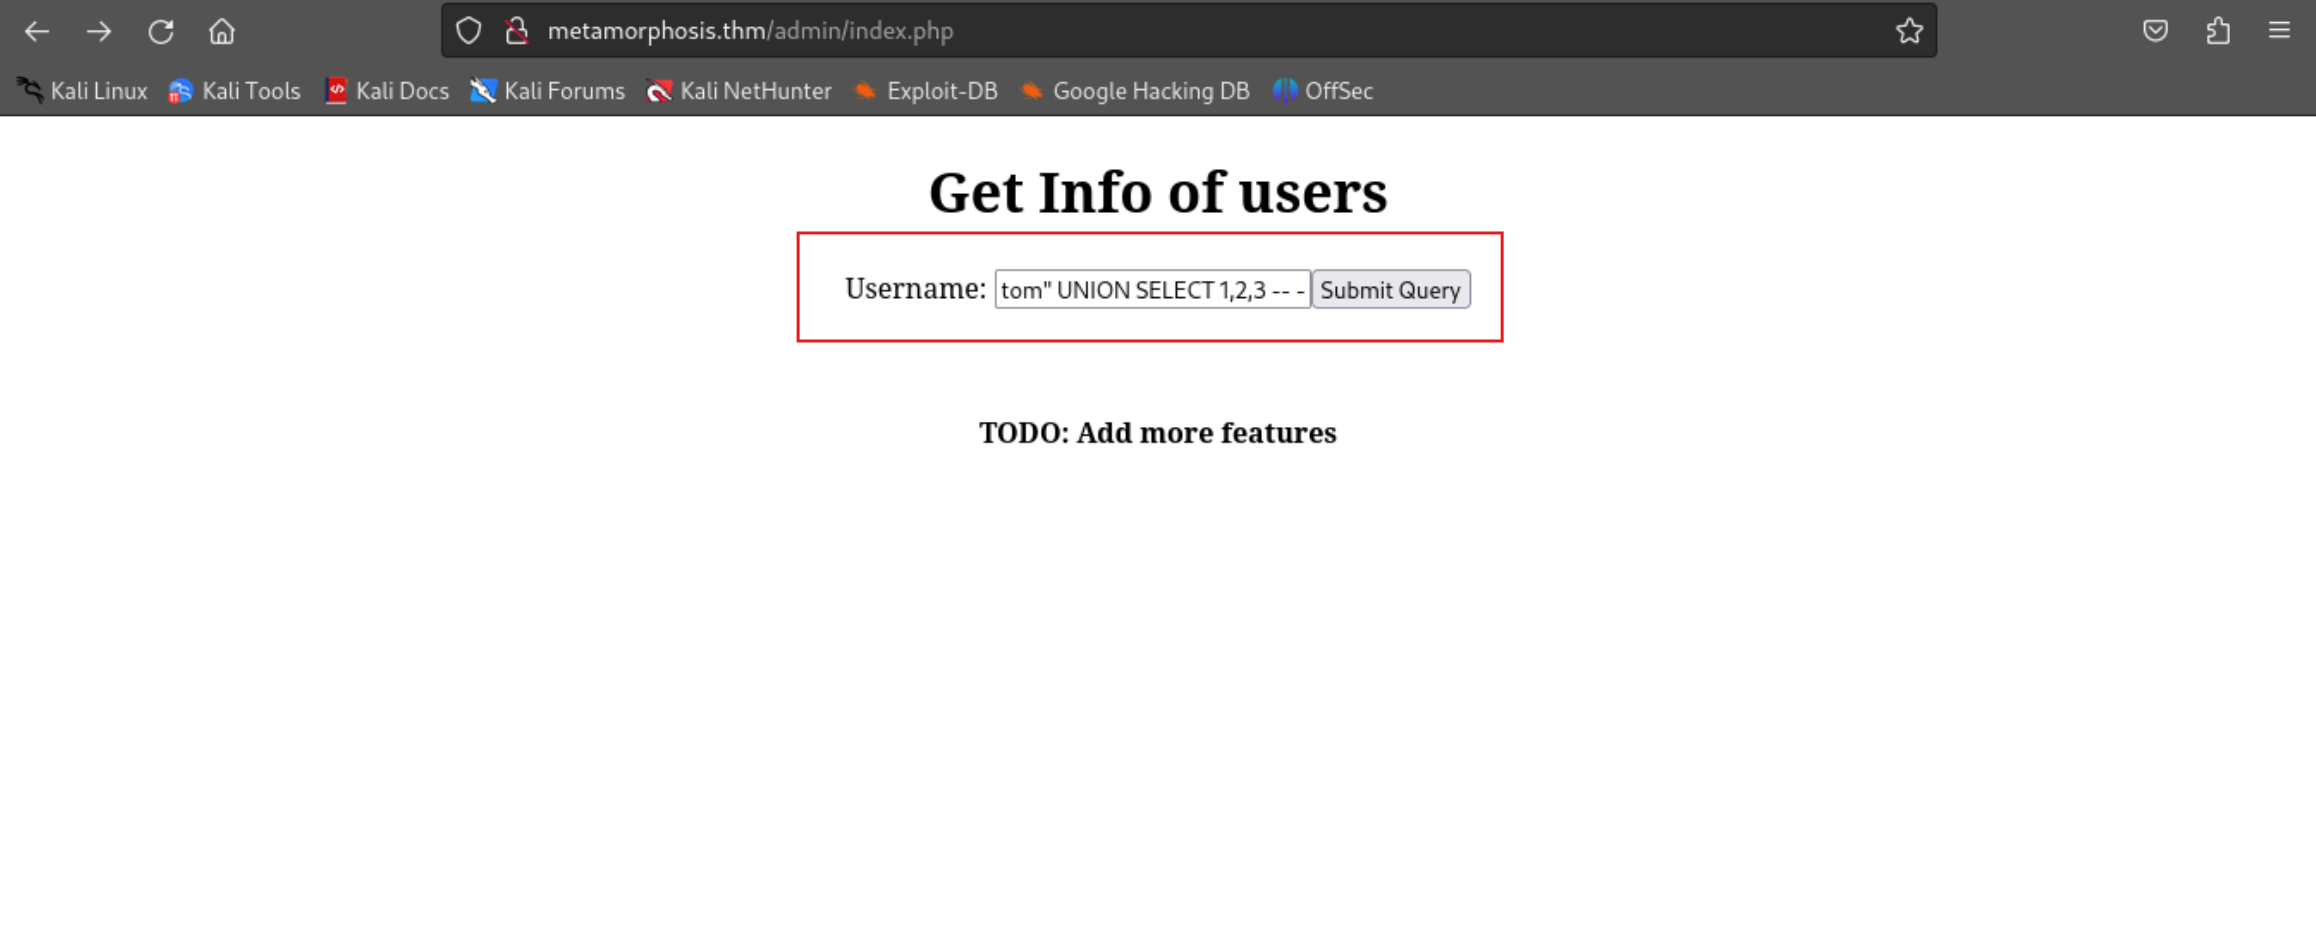 metamorphosis.thm/admin/index.php
Kali Linux Kali Tools Kali Docs Kali Forums Kali NetHunter Exploit-DB Google Hacking DB OffSec
Get Info of users
Username: tom" UNION SELECT 1,2,3 -- - Submit Query
TODO: Add more features